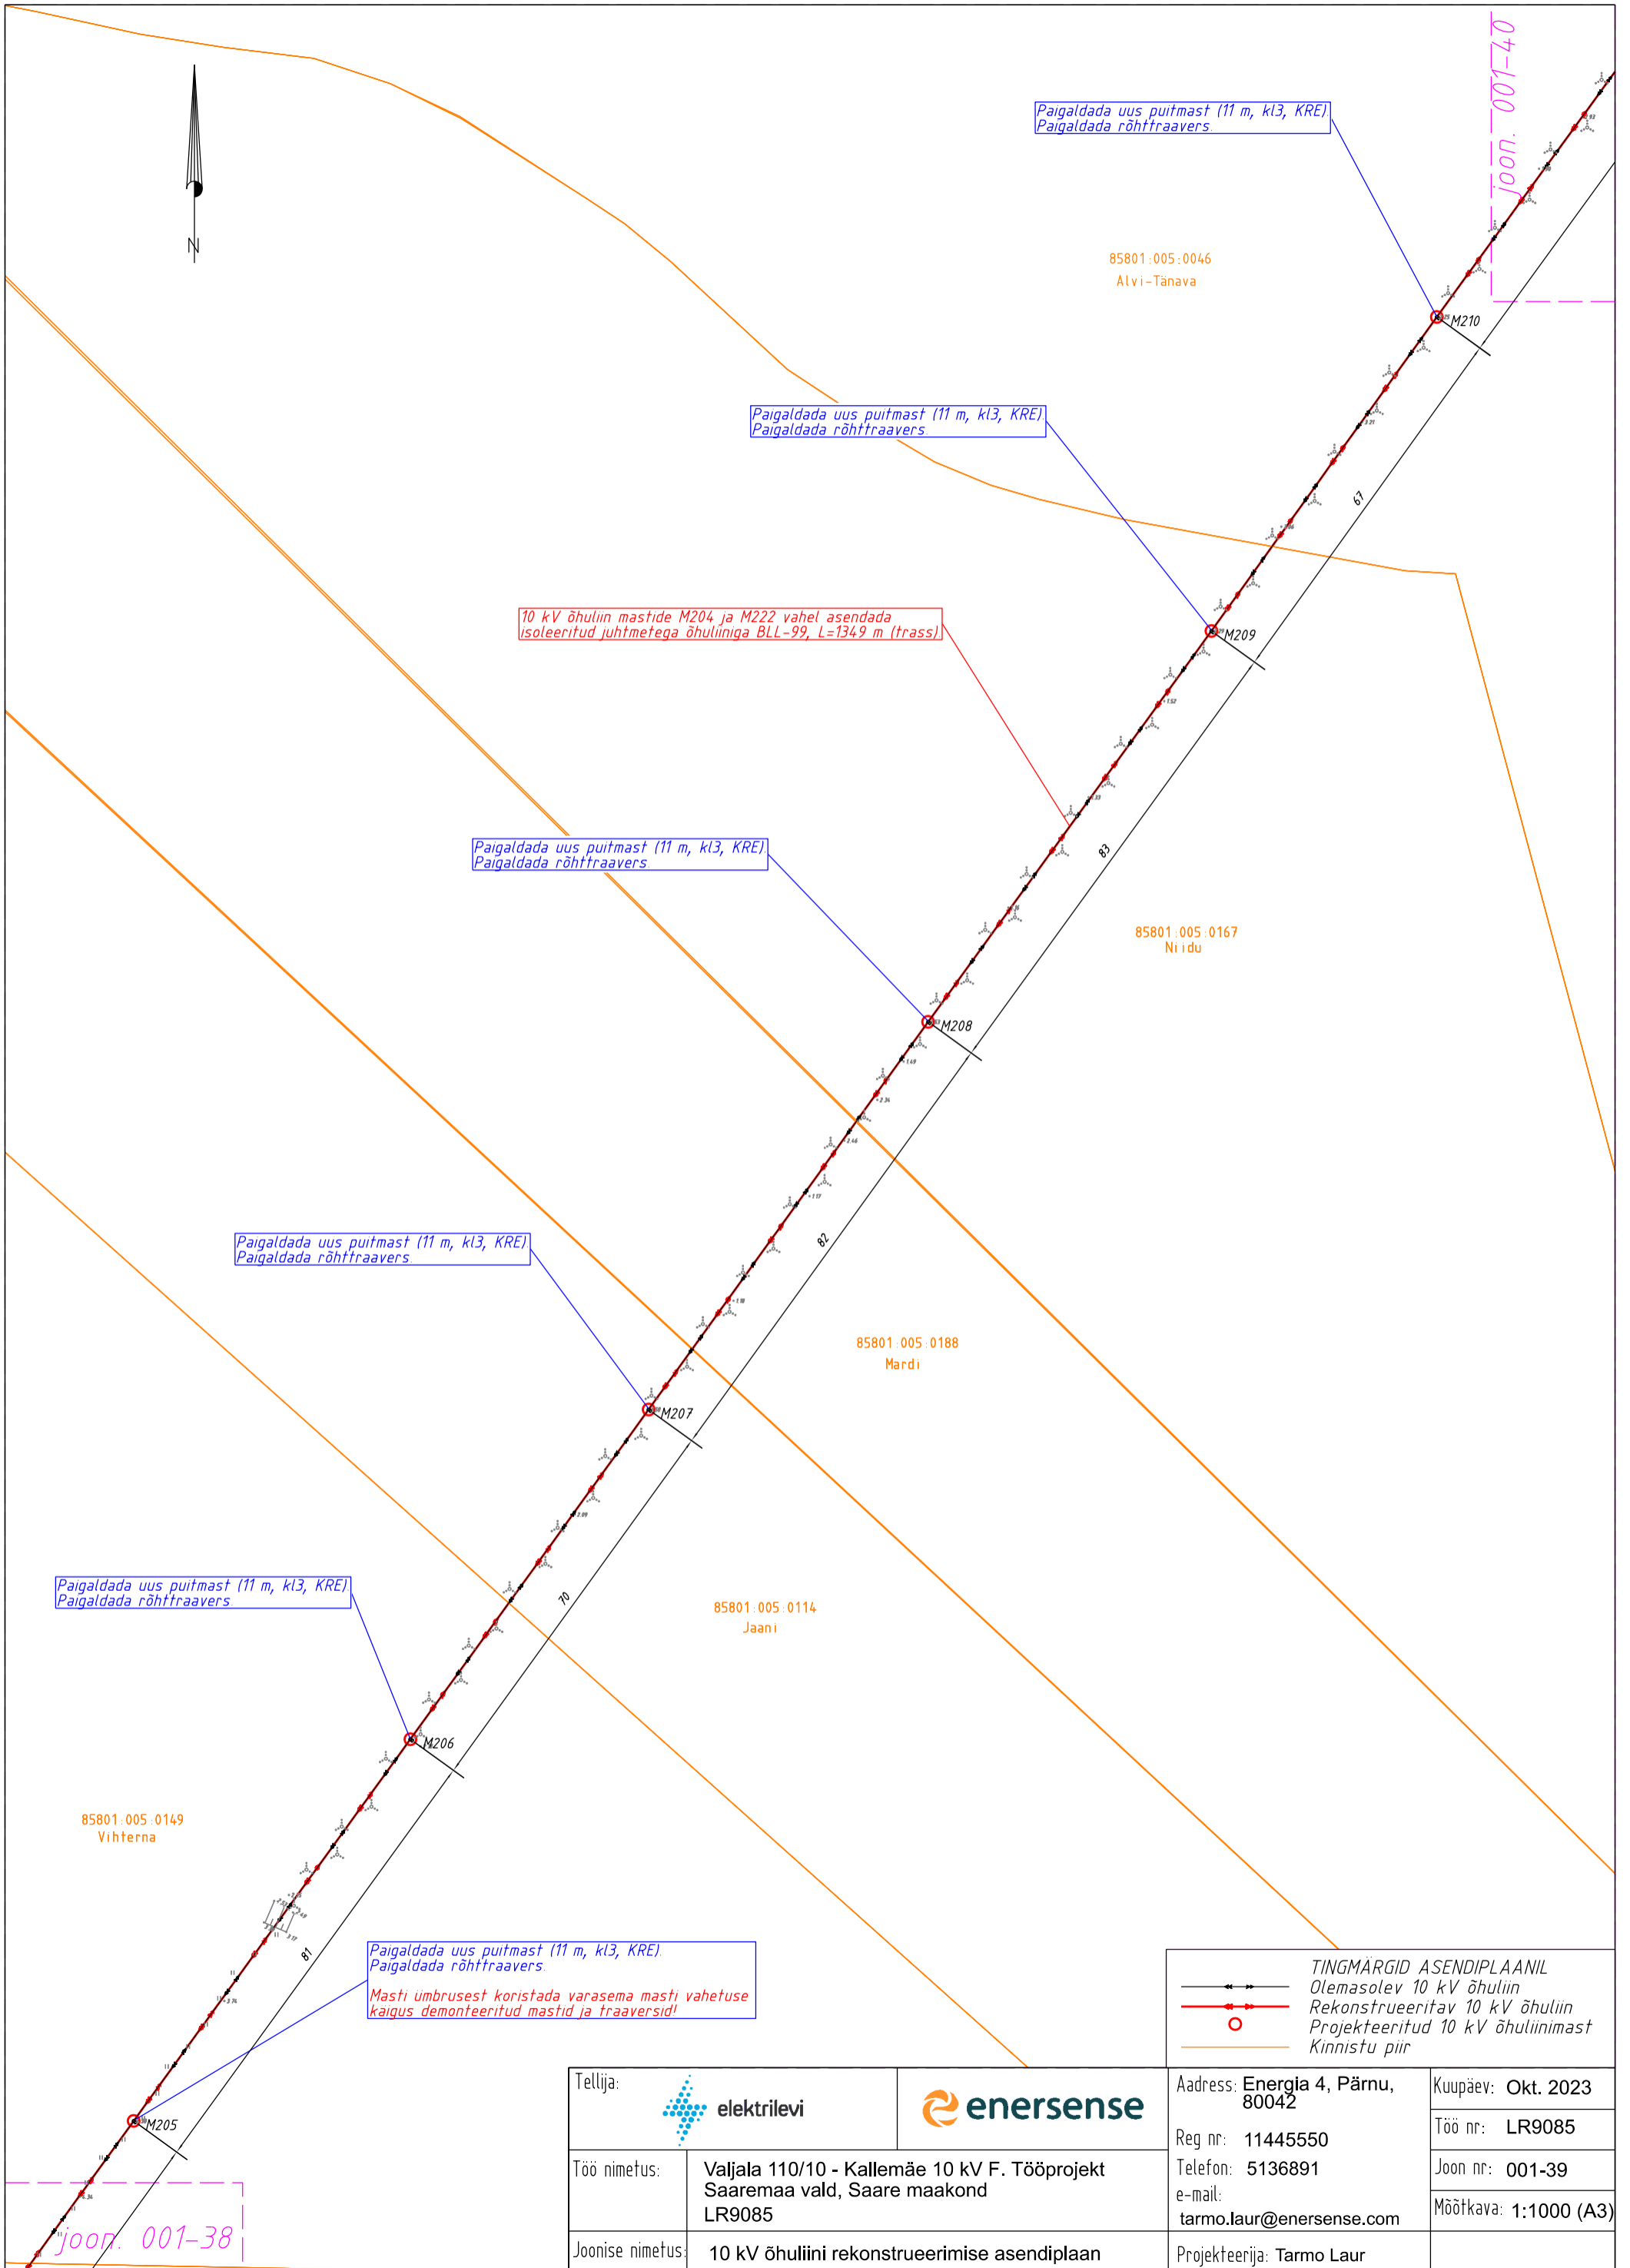 joon. 001-40
Paigaldada uus puitmast (11 m, kl3, KRE).
Paigaldada rõhttraavers.
N
85801:005:0046
Alvi-Tänava
M210
Paigaldada uus puitmast (11 m, kl3, KRE).
Paigaldada rõhttraavers.
67
10 kV õhuliin mastide M204 ja M222 vahel asendada
isoleeritud juhtmetega õhuliiniga BLL-99, L=1349 m (trass).
M209
Paigaldada uus puitmast (11 m, kl3, KRE).
Paigaldada rõhttraavers.
83
85801:005:0167
Niidu
M208
Paigaldada uus puitmast (11 m, kl3, KRE).
Paigaldada rõhttraavers.
82
85801:005:0188
Mardi
M207
Paigaldada uus puitmast (11 m, kl3, KRE).
Paigaldada rõhttraavers.
70
85801:005:0114
Jaani
M206
85801:005:0149
Vihterna
81
Paigaldada uus puitmast (11 m, kl3, KRE).
Paigaldada rõhttraavers.
Masti ümbrusest koristada varasema masti vahetuse
käigus demonteeritud mastid ja traaversid!
M205
joon. 001-38
TINGMÄRGID ASENDIPLAANIL
Olemasolev 10 kV õhuliin
Rekonstrueeritav 10 kV õhuliin
Projekteeritud 10 kV õhuliinimast
Kinnistu piir
Tellija:
elektrilevi
enersense
Aadress: Energia 4, Pärnu,
80042
Reg nr: 11445550
Telefon: 5136891
e-mail:
tarmo.laur@enersense.com
Kuupäev: Okt. 2023
Töö nr: LR9085
Joon nr: 001-39
Mõõtkava: 1:1000 (A3)
Töö nimetus: Valjala 110/10 - Kallemäe 10 kV F. Tööprojekt
Saaremaa vald, Saare maakond
LR9085
Joonise nimetus: 10 kV õhuliini rekonstrueerimise asendiplaan
Projekteerija: Tarmo Laur